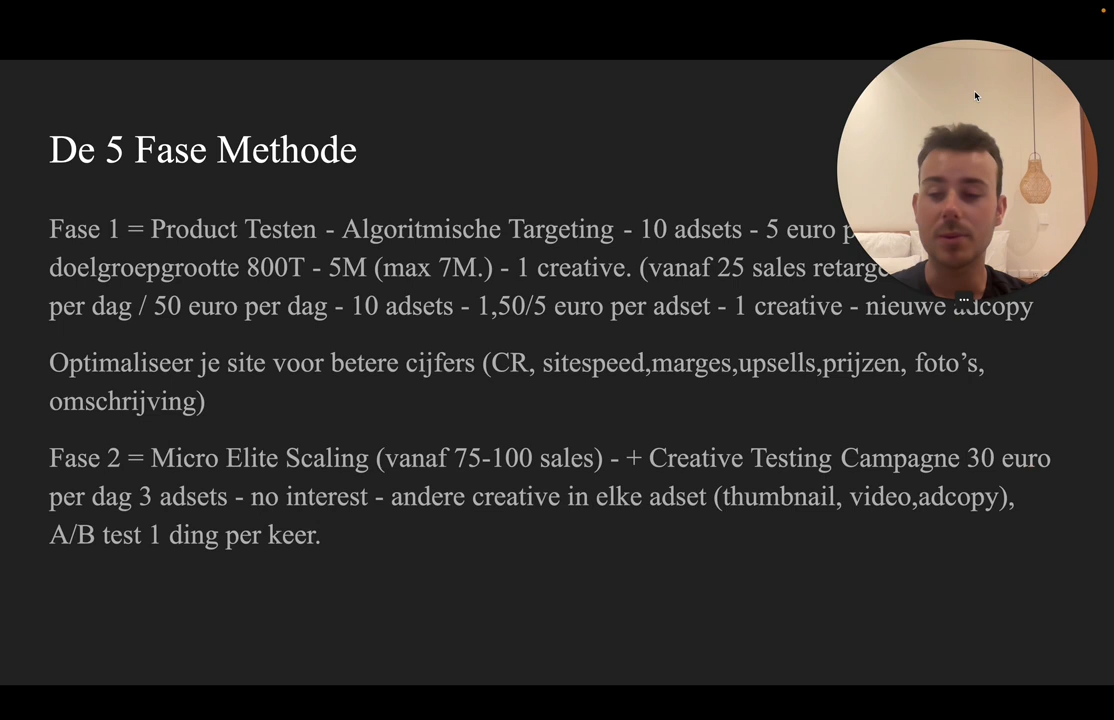 De 5 Fase Methode
Fase 1 = Product Testen - Algoritmische Targeting - 10 adsets - 5 euro
doelgroepgrootte 800T - 5M (max 7M.) - 1 creative. (vanaf 25 sales
per dag / 50 euro per dag - 10 adsets - 1,50/5 euro per adset - 1 creative - nieuwe adcopy
Optimaliseer je site voor betere cijfers (CR, sitespeed,marges,upsells,prijzen, foto’s,
omschrijving)
Fase 2 = Micro Elite Scaling (vanaf 75-100 sales) - + Creative Testing Campagne 30 euro
per dag 3 adsets - no interest - andere creative in elke adset (thumbnail, video,adcopy),
A/B test 1 ding per keer.